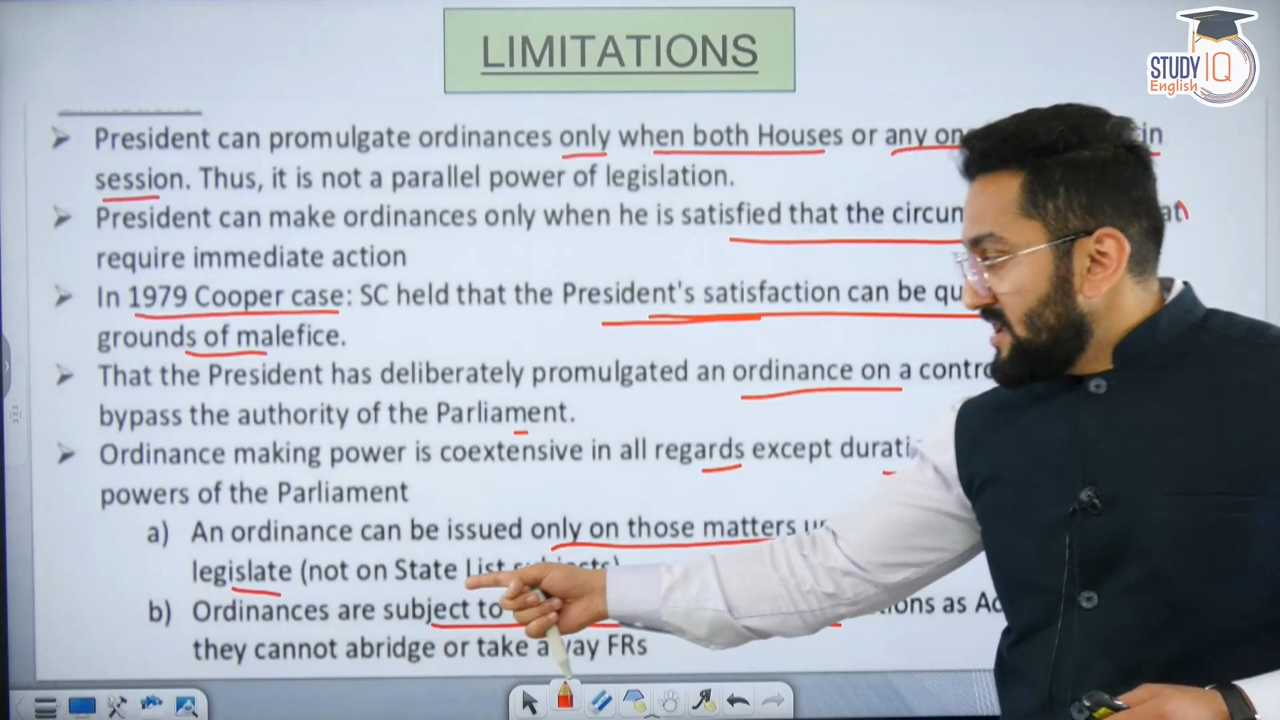 LIMITATIONS
STUDY IQ
English
President can promulgate ordinances only when both Houses or any in
session. Thus, it is not a parallel power of legislation.
President can make ordinances only when he is satisfied that the
require immediate action
In 1979 Cooper case: SC held that the President's satisfaction can be
grounds of malefice.
That the President has deliberately promulgated an ordinance on a
bypass the authority of the Parliament.
Ordinance making power is coextensive in all regards except
powers of the Parliament
a) An ordinance can be issued only on those matters
legislate (not on State List
b) Ordinances are subject to as
they cannot abridge or take away FRs